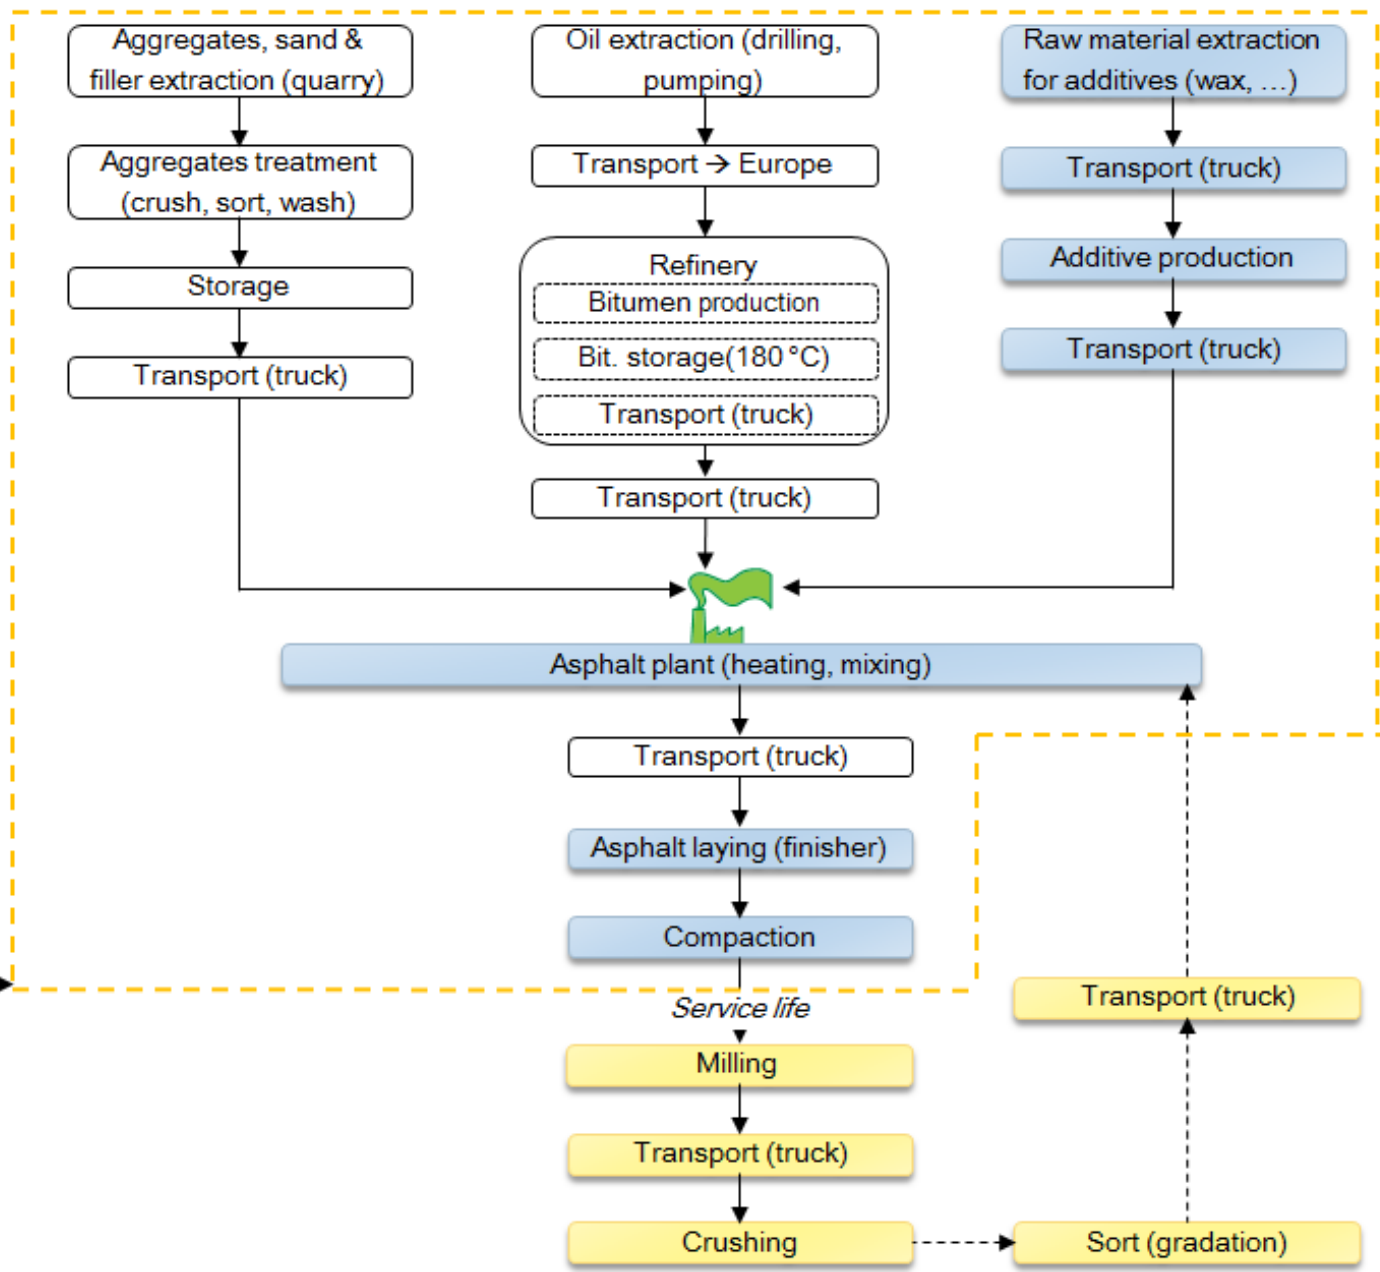 Aggregates, sand &
filler extraction (quarry)
Aggregates treatment
(crush, sort, wash)
Storage
Transport (truck)
Oil extraction (drilling,
pumping)
Transport → Europe
Refinery
Bitumen production
Bit. storage(180 °C)
Transport (truck)
Transport (truck)
Raw material extraction
for additives (wax, …)
Transport (truck)
Additive production
Transport (truck)
Asphalt plant (heating, mixing)
Transport (truck)
Asphalt laying (finisher)
Compaction
Service life
Milling
Transport (truck)
Crushing
Sort (gradation)
Transport (truck)